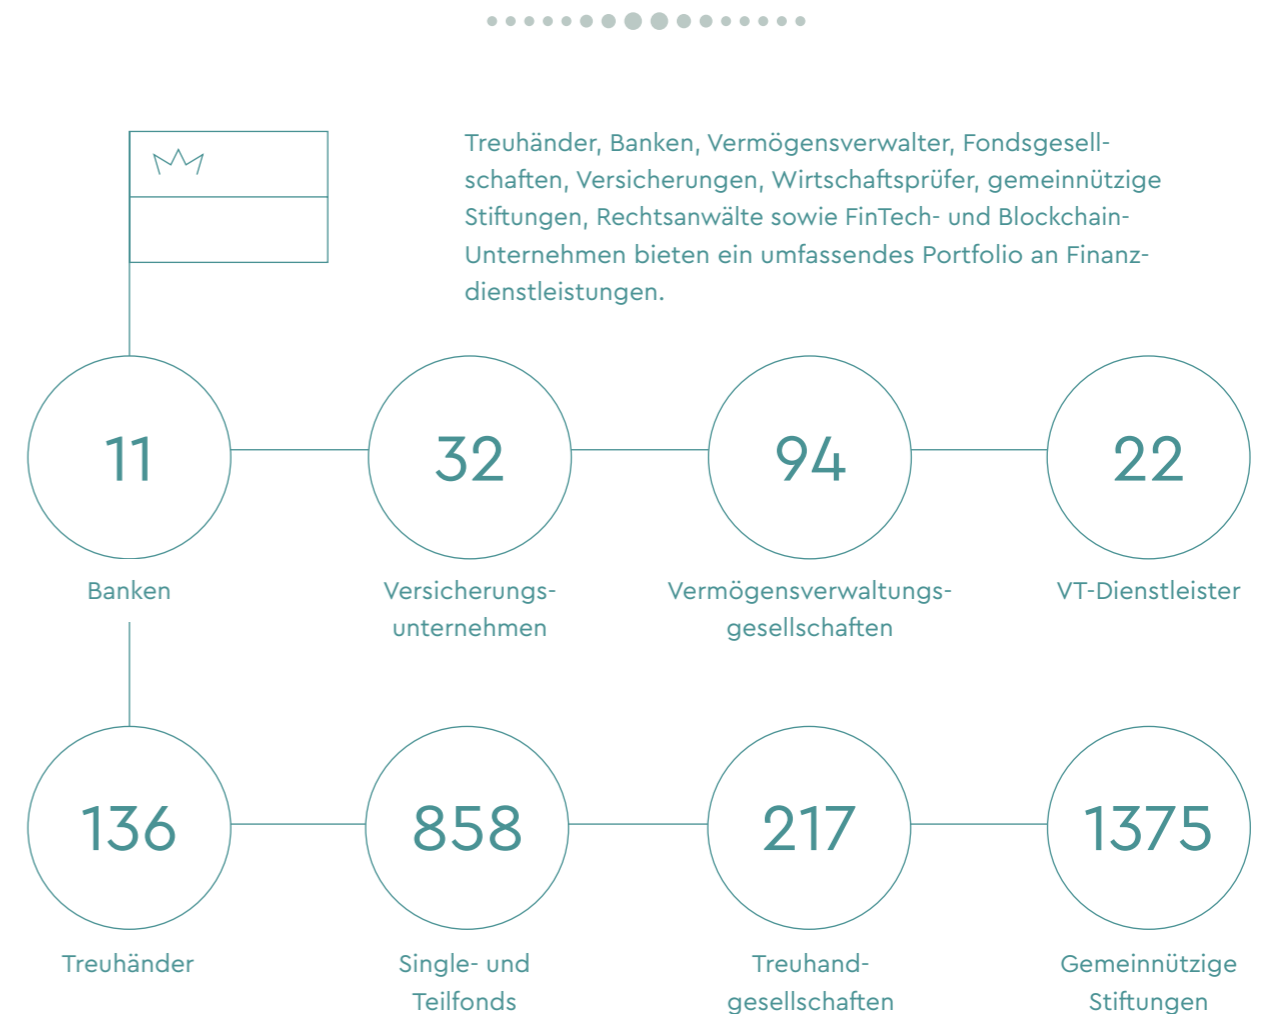 Treuhänder, Banken, Vermögensverwalter, Fondsgesell-
schaften, Versicherungen, Wirtschaftsprüfer, gemeinnützige
Stiftungen, Rechtsanwälte sowie FinTech- und Blockchain-
Unternehmen bieten ein umfassendes Portfolio an Finanz-
dienstleistungen.
11
Banken
32
Versicherungs-
unternehmen
94
Vermögensverwaltungs-
gesellschaften
22
VT-Dienstleister
136
Treuhänder
858
Single- und
Teilfonds
217
Treuhand-
gesellschaften
1375
Gemeinnützige
Stiftungen